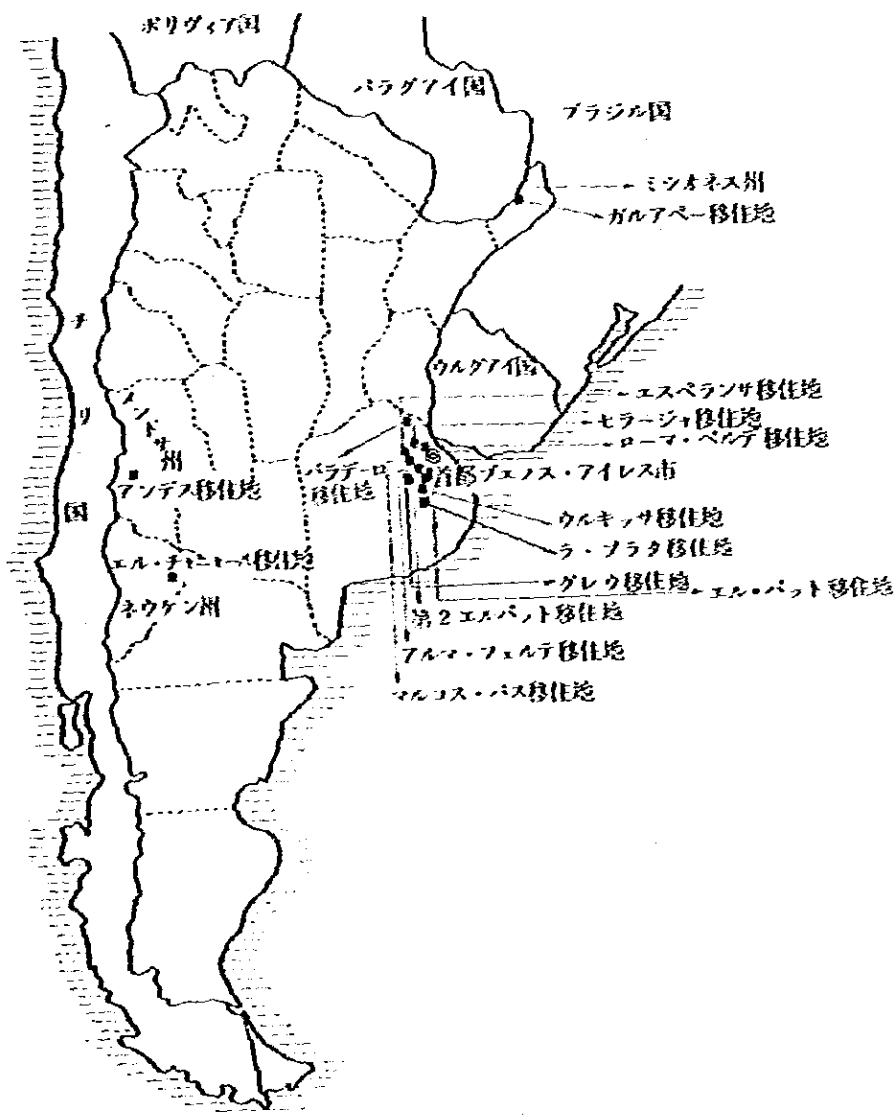 ボリヴィア国
パラグアイ国
ブラジル国
ミシオネス州
ガルアペー移住地
チリ国
ウルグアイ国
エスペランサ移住地
セラージャ移住地
ローマ・ベルデ移住地
メンドサ州
バラデーロ
移住地
首都ブエノス・アイレス市
アンデス移住地
ウルキッサ移住地
ラ・プラタ移住地
エル・チャニャール移住地
グレウ移住地
エル・パット移住地
ネウケン州
第2エルパット移住地
アルマ・フェルテ移住地
マルコス・パス移住地